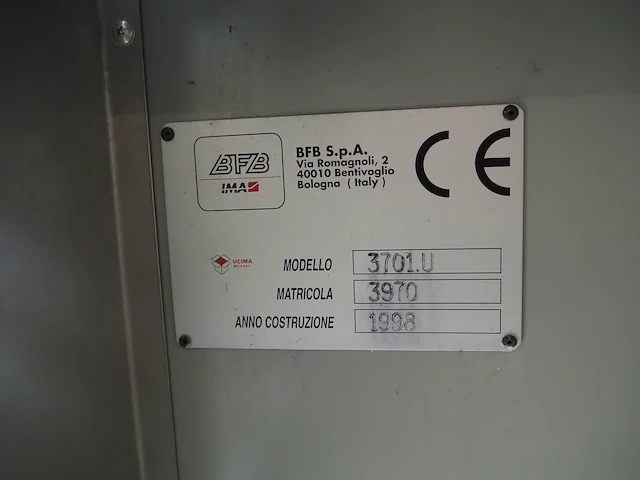 BFB
IMA
BFB S.p.A.
Via Romagnoli, 2
40010 Bentivoglio
Bologna ( Italy )
CE
UCIMA
MODELLO 3701.U
MATRICOLA 3970
ANNO COSTRUZIONE 1998